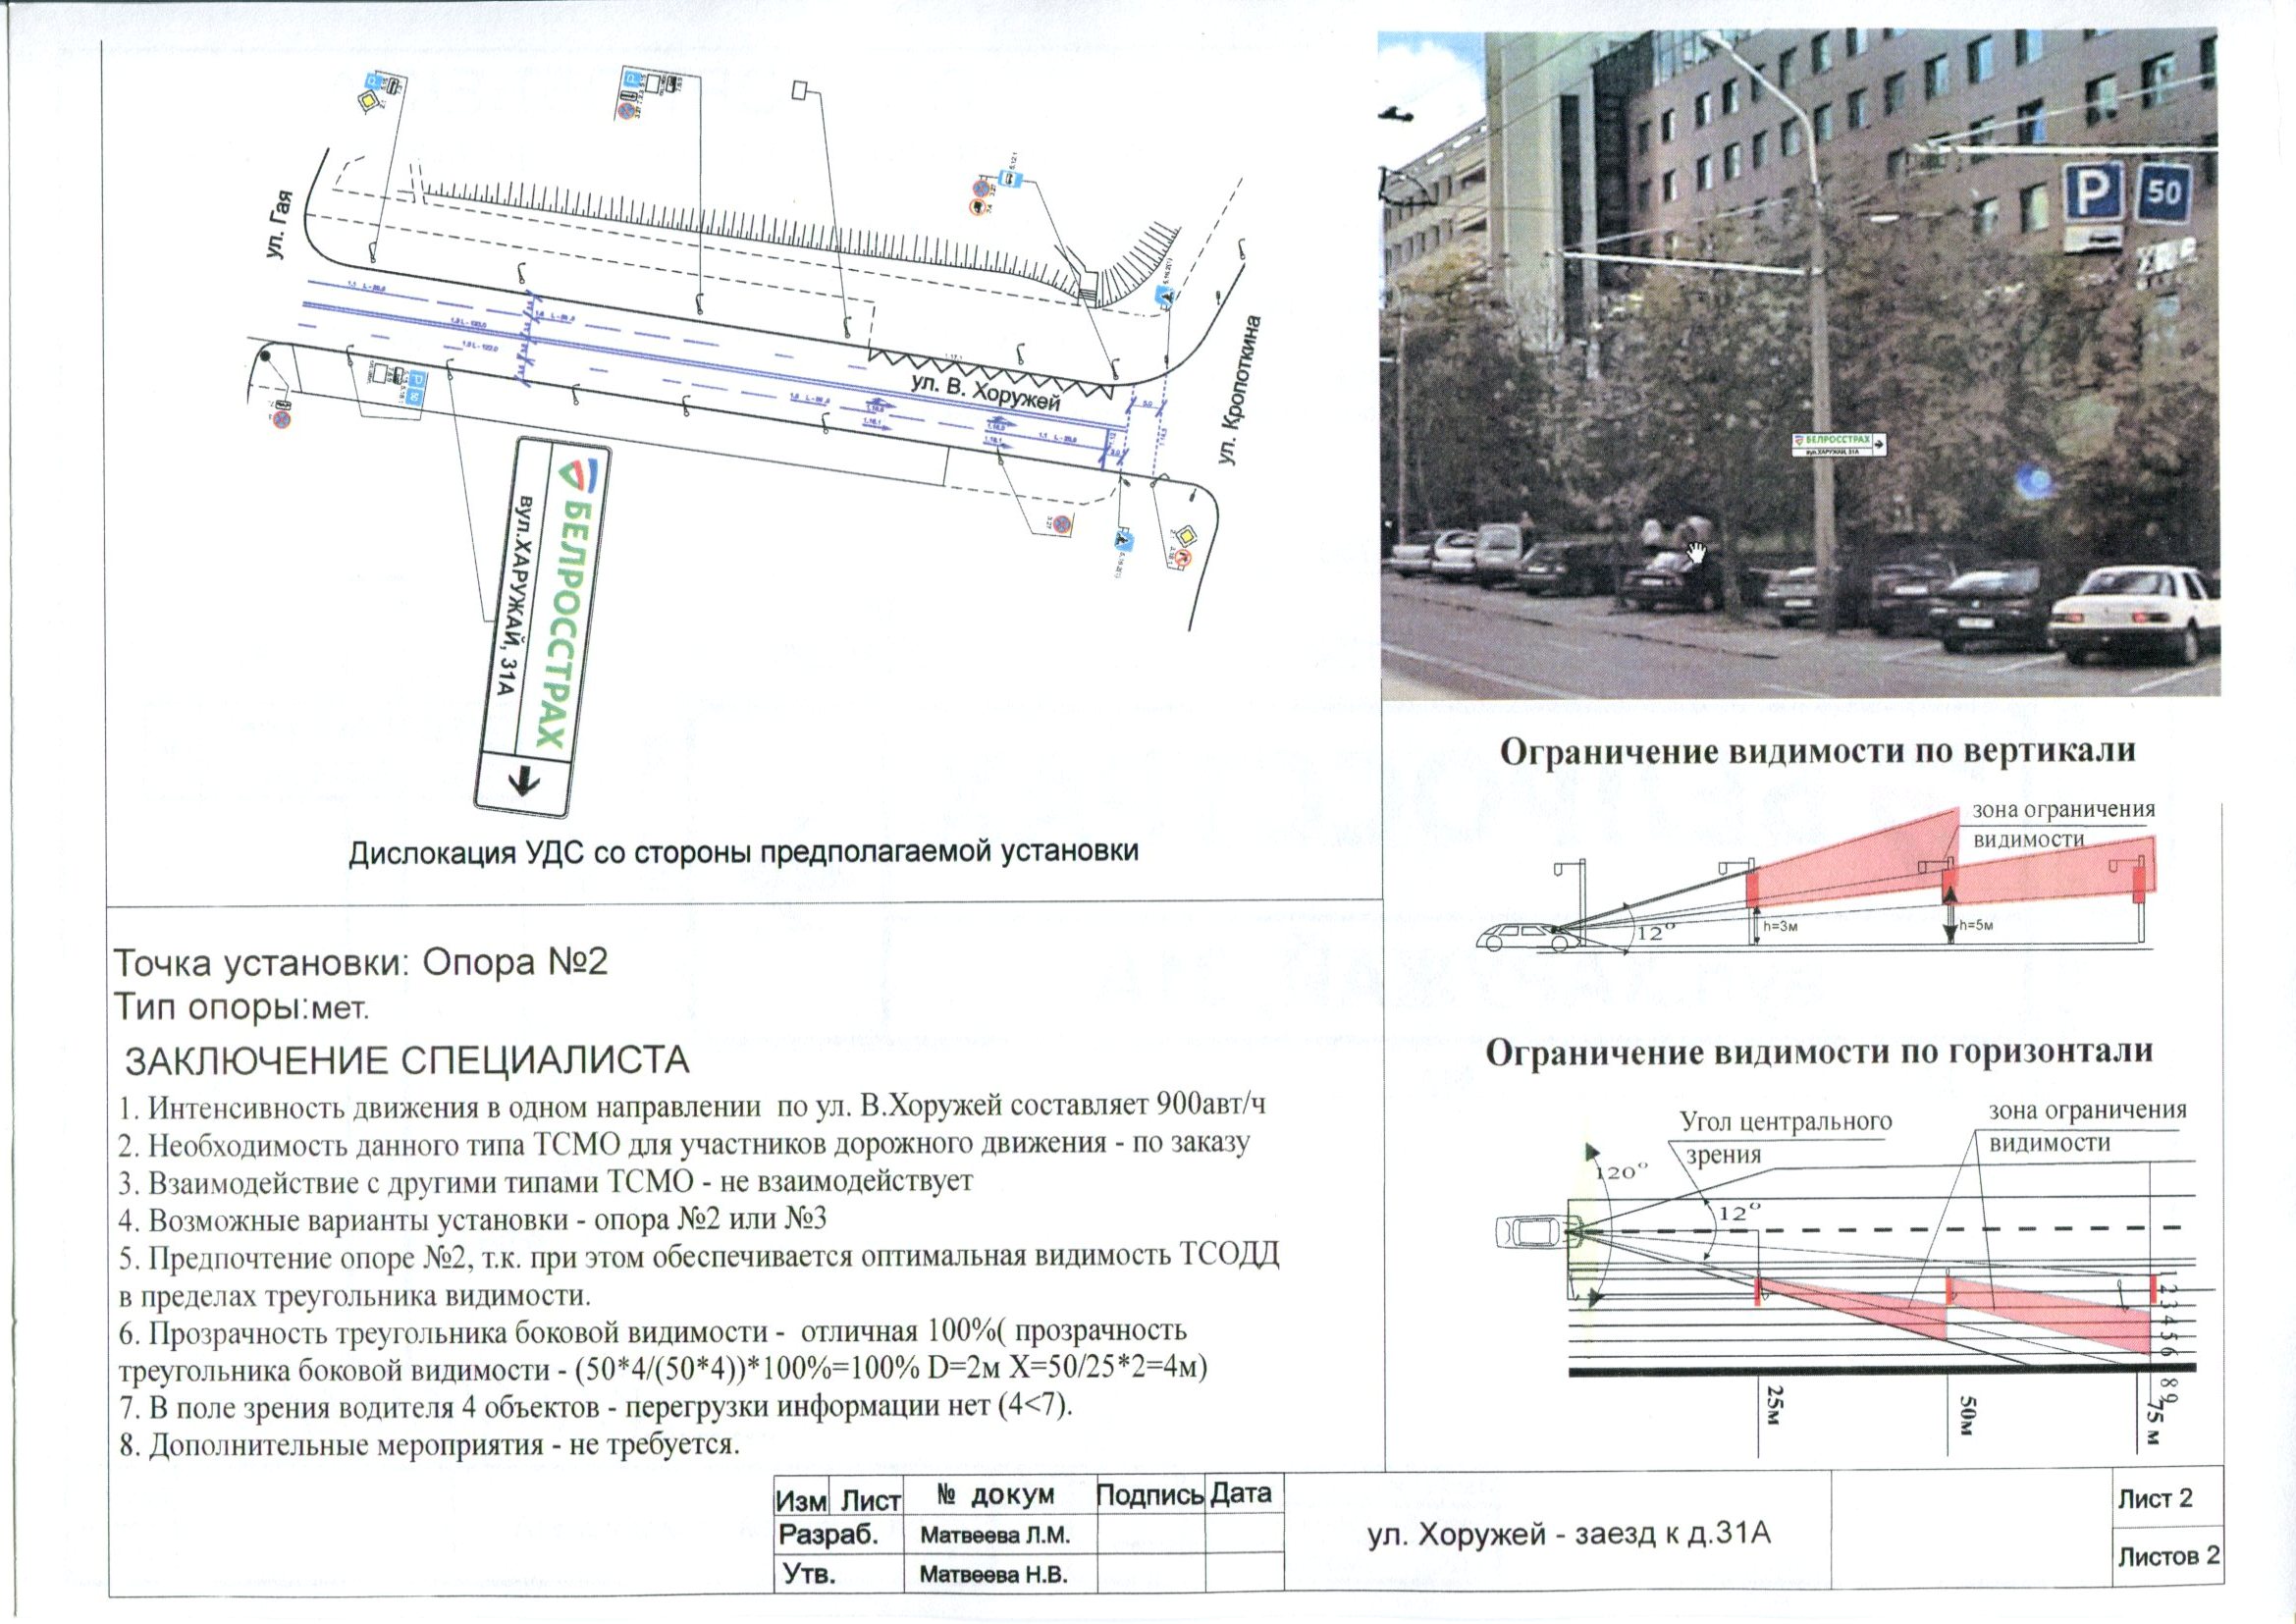 ул. Гая
ул. В. Хоружей
ул. Кропоткина
1.12.1
3.27
3.27
БЕЛРОССТРАХ
вул.ХАРУЖАЙ, 31А
Дислокация УДС со стороны предполагаемой установки
P 50
БЕЛРОССТРАХ
вул.ХАРУЖАЙ, 31А
Ограничение видимости по вертикали
зона ограничения
видимости
12°
h=3м
h=5м
Ограничение видимости по горизонтали
Угол центрального
зрения
зона ограничения
видимости
120°
12°
1 2 3 4 5 6
8 9
25м
50м
75 м
Точка установки: Опора №2
Тип опоры:мет.
ЗАКЛЮЧЕНИЕ СПЕЦИАЛИСТА
1. Интенсивность движения в одном направлении по ул. В.Хоружей составляет 900авт/ч
2. Необходимость данного типа ТСМО для участников дорожного движения - по заказу
3. Взаимодействие с другими типами ТСМО - не взаимодействует
4. Возможные варианты установки - опора №2 или №3
5. Предпочтение опоре №2, т.к. при этом обеспечивается оптимальная видимость ТСОДД
в пределах треугольника видимости.
6. Прозрачность треугольника боковой видимости - отличная 100%( прозрачность
треугольника боковой видимости - (50*4/(50*4))*100%=100% D=2м X=50/25*2=4м)
7. В поле зрения водителя 4 объектов - перегрузки информации нет (4<7).
8. Дополнительные мероприятия - не требуется.
Изм Лист № докум Подпись Дата
Разраб. Матвеева Л.М.
Утв. Матвеева Н.В.
ул. Хоружей - заезд к д.31А
Лист 2
Листов 2